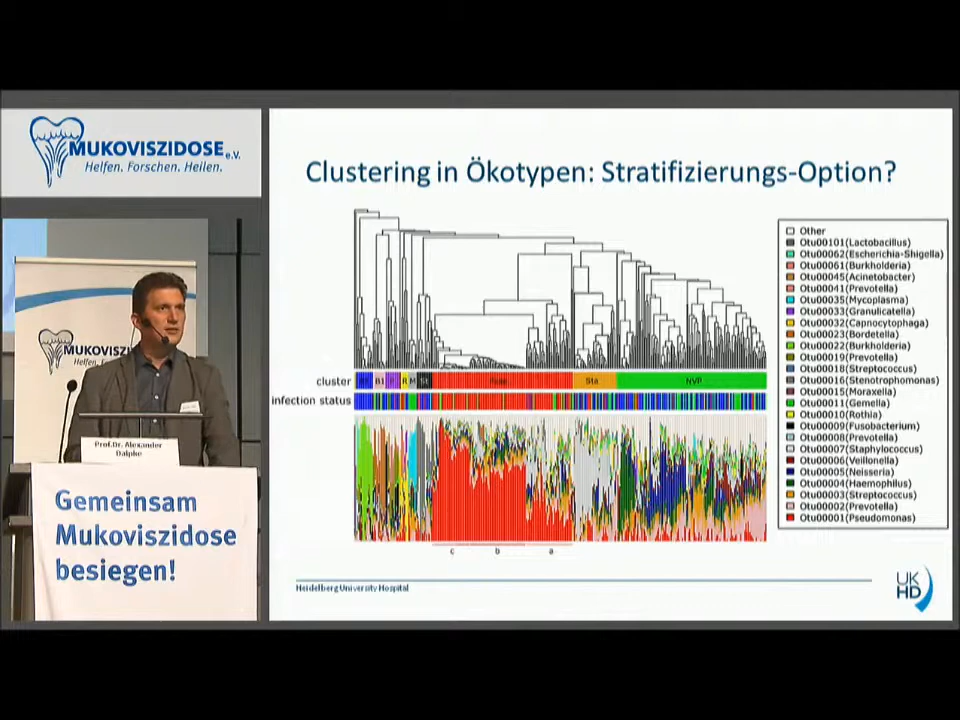 MUKOVISZIDOSE e.V.
Helfen. Forschen. Heilen.
MUKOVISZI
Helfen. F
Prof.Dr. Alexander
Dalpke
Gemeinsam
Mukoviszidose
besiegen!
Clustering in Ökotypen: Stratifizierungs-Option?
cluster
B1
R
M
St
Sta
NVP
infection status
c
b
a
Other
Otu00101(Lactobacillus)
Otu00062(Escherichia-Shigella)
Otu00061(Burkholderia)
Otu00045(Acinetobacter)
Otu00041(Prevotella)
Otu00035(Mycoplasma)
Otu00033(Granulicatella)
Otu00032(Capnocytophaga)
Otu00023(Bordetella)
Otu00022(Burkholderia)
Otu00019(Prevotella)
Otu00018(Streptococcus)
Otu00016(Stenotrophomonas)
Otu00015(Moraxella)
Otu00011(Gemella)
Otu00010(Rothia)
Otu00009(Fusobacterium)
Otu00008(Prevotella)
Otu00007(Staphylococcus)
Otu00006(Veillonella)
Otu00005(Neisseria)
Otu00004(Haemophilus)
Otu00003(Streptococcus)
Otu00002(Prevotella)
Otu00001(Pseudomonas)
Heidelberg University Hospital
UK
HD